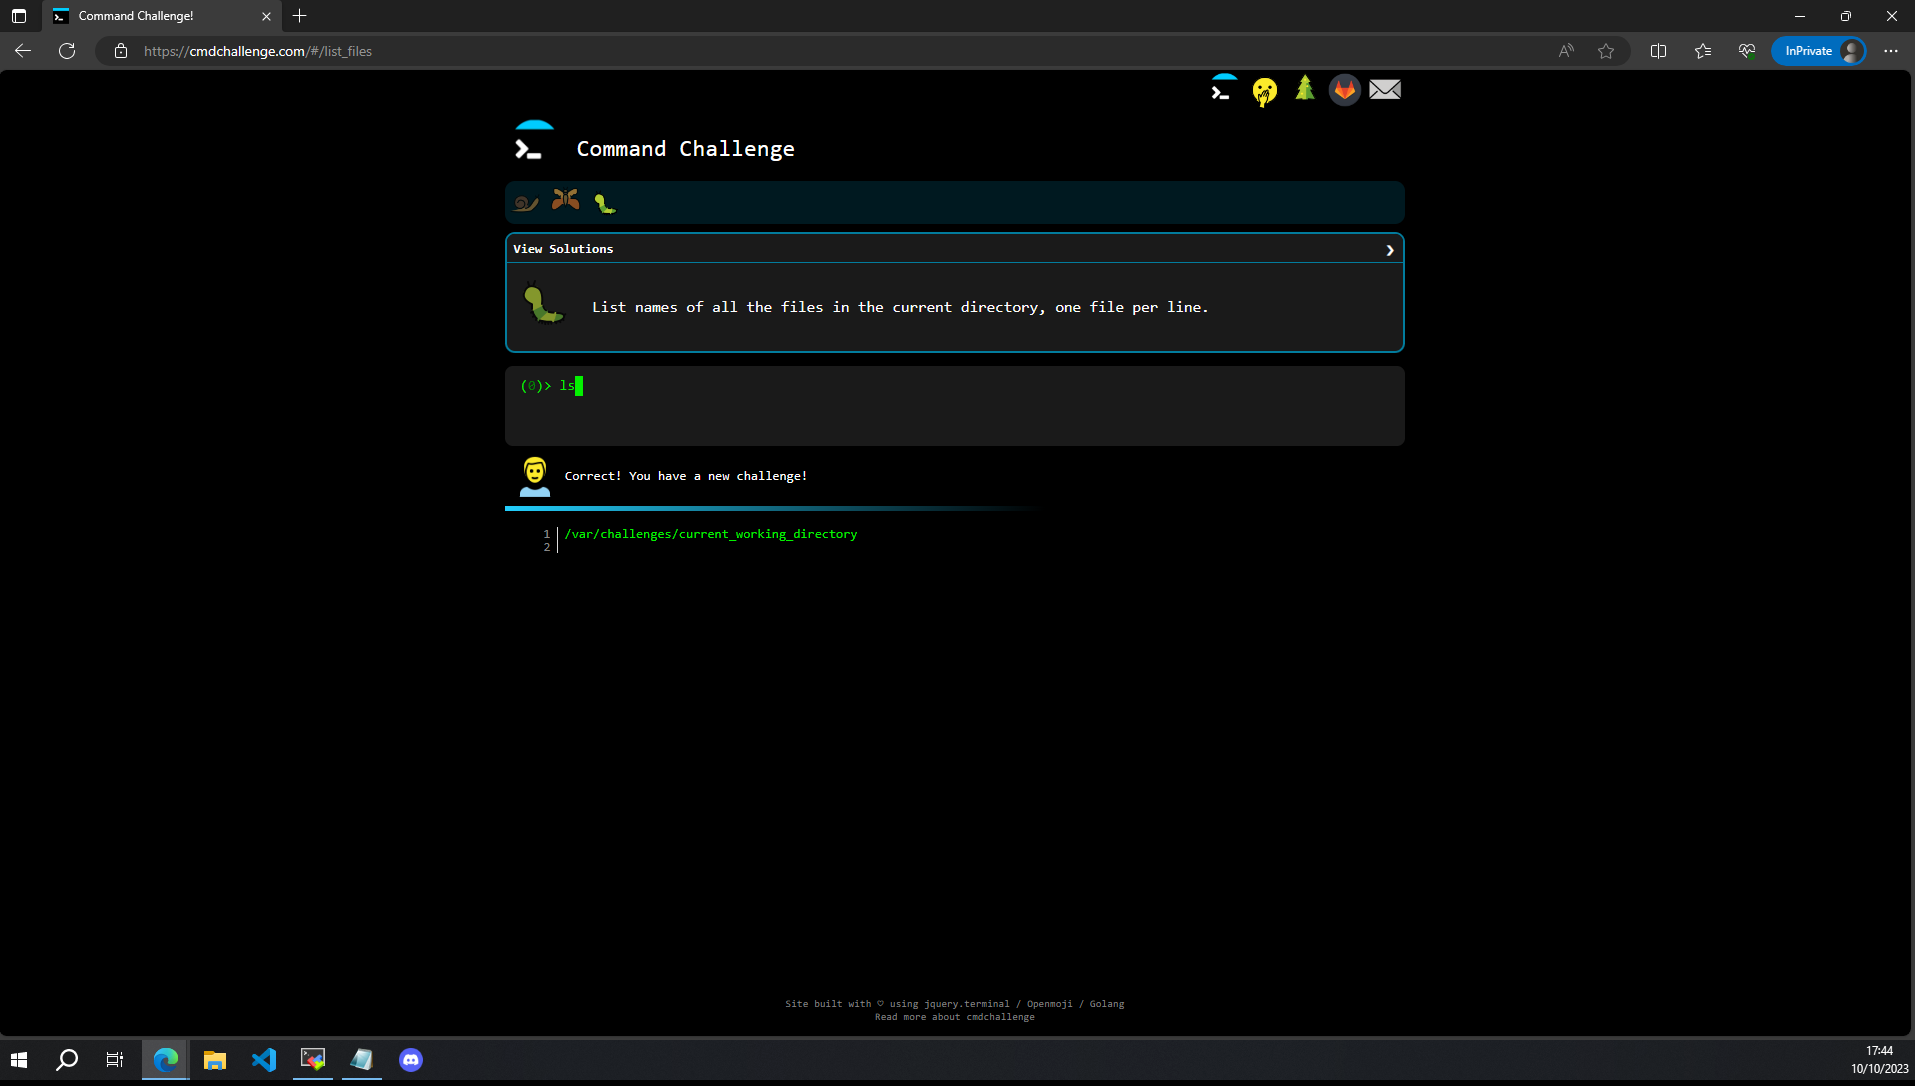 Command Challenge!
https://cmdchallenge.com/#/list_files
InPrivate
Command Challenge
View Solutions
List names of all the files in the current directory, one file per line.
(0)> ls
Correct! You have a new challenge!
1 /var/challenges/current_working_directory
2
Site built with ♡ using jquery.terminal / Openmoji / Golang
Read more about cmdchallenge
17:44
10/10/2023